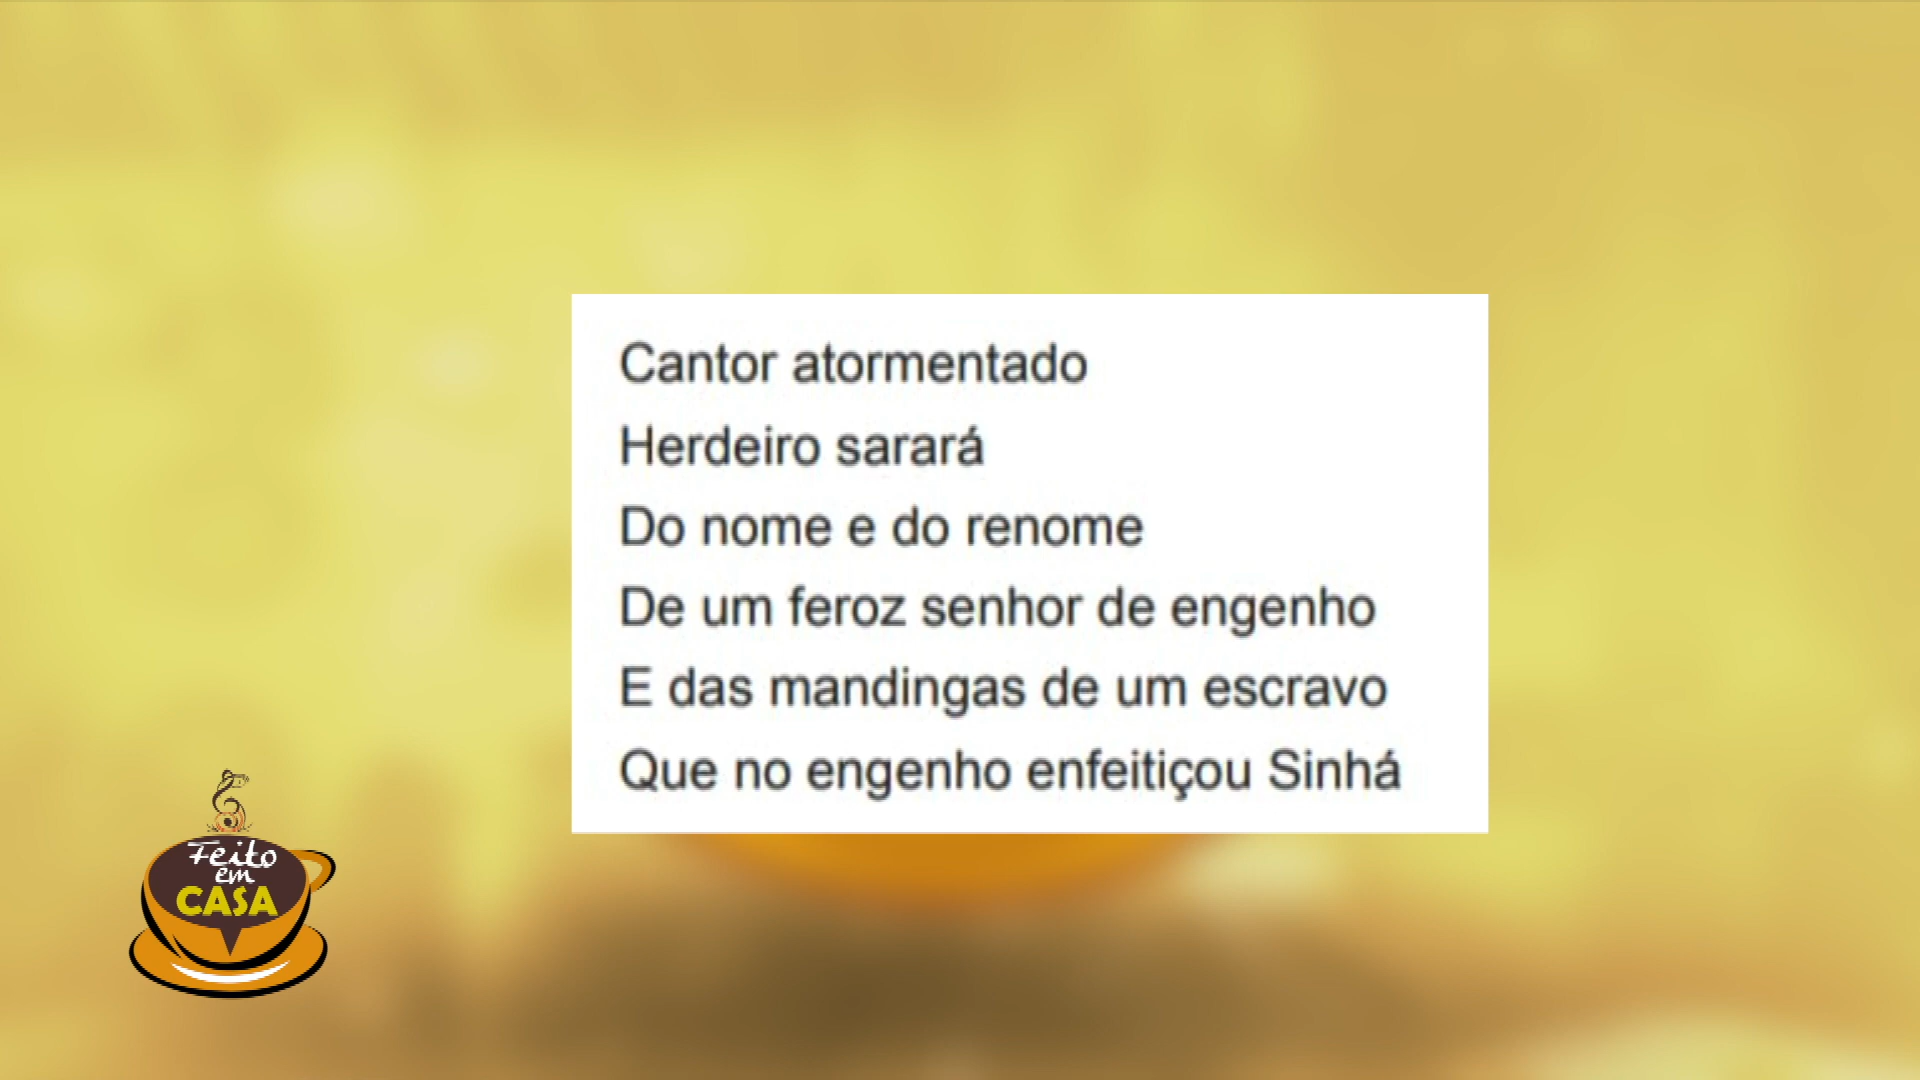 Cantor atormentado
Herdeiro sarará
Do nome e do renome
De um feroz senhor de engenho
E das mandingas de um escravo
Que no engenho enfeitiçou Sinhá
Feito
em
CASA